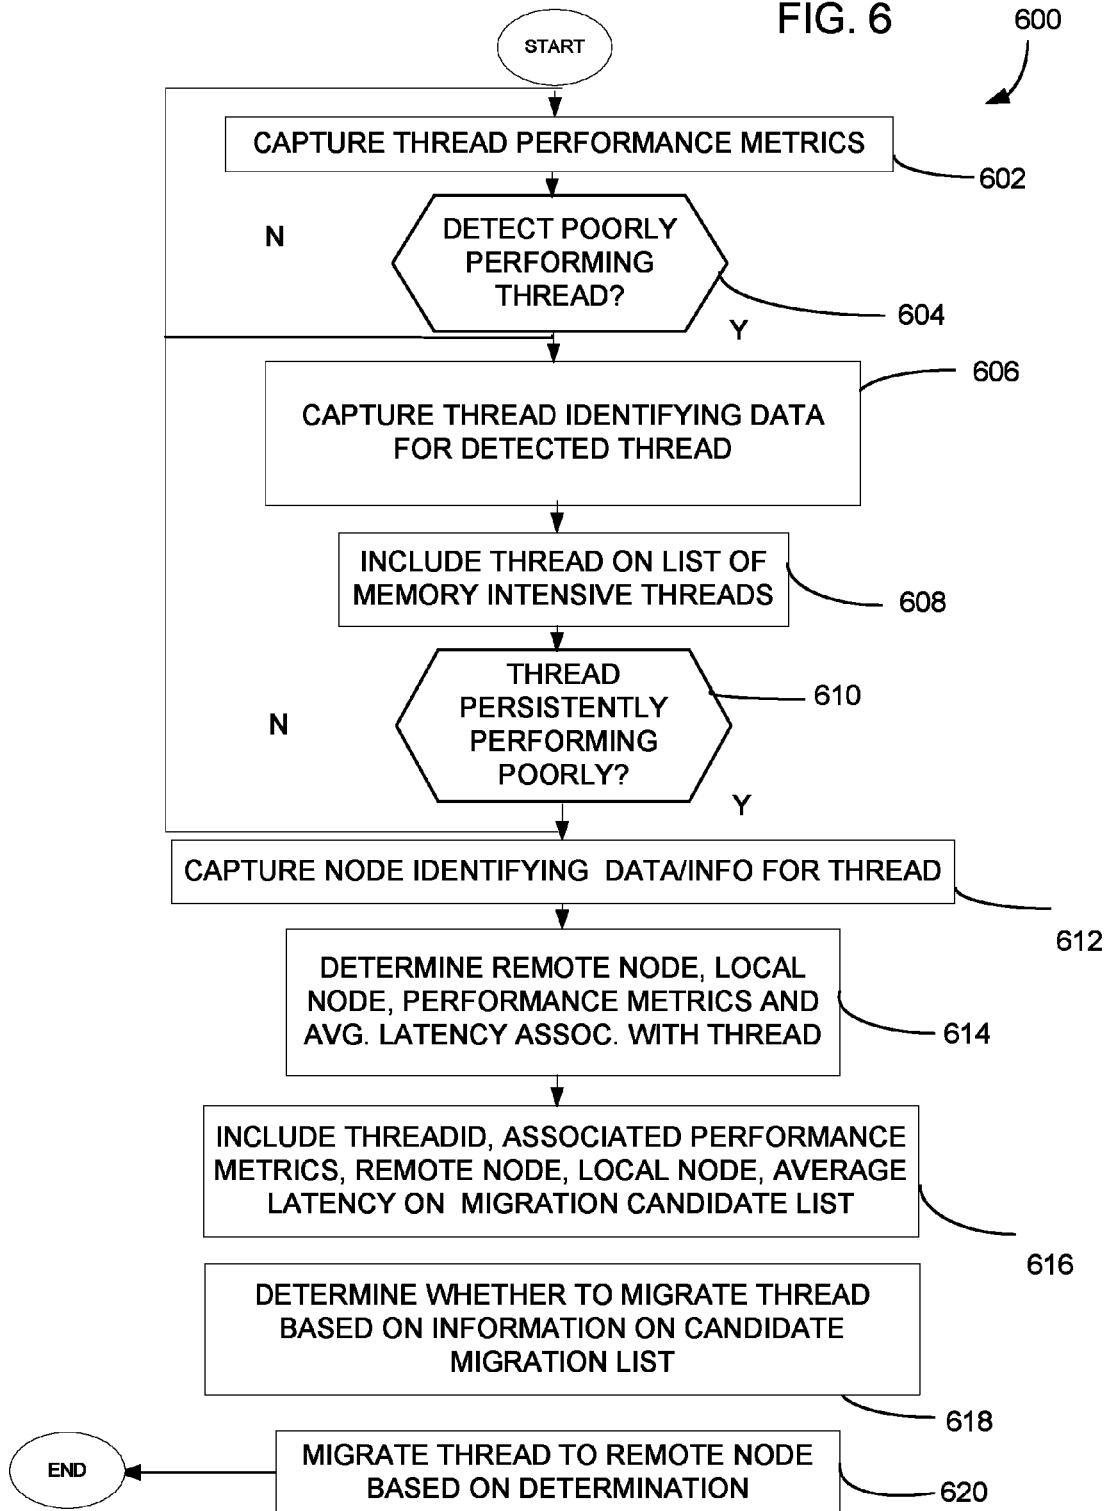 FIG. 6
600
START
CAPTURE THREAD PERFORMANCE METRICS
602
DETECT POORLY
PERFORMING
THREAD?
N
604
Y
606
CAPTURE THREAD IDENTIFYING DATA
FOR DETECTED THREAD
INCLUDE THREAD ON LIST OF
MEMORY INTENSIVE THREADS
608
THREAD
PERSISTENTLY
PERFORMING
POORLY?
610
N
Y
CAPTURE NODE IDENTIFYING DATA/INFO FOR THREAD
612
DETERMINE REMOTE NODE, LOCAL
NODE, PERFORMANCE METRICS AND
AVG. LATENCY ASSOC. WITH THREAD
614
INCLUDE THREADID, ASSOCIATED PERFORMANCE
METRICS, REMOTE NODE, LOCAL NODE, AVERAGE
LATENCY ON MIGRATION CANDIDATE LIST
616
DETERMINE WHETHER TO MIGRATE THREAD
BASED ON INFORMATION ON CANDIDATE
MIGRATION LIST
618
END
MIGRATE THREAD TO REMOTE NODE
BASED ON DETERMINATION
620